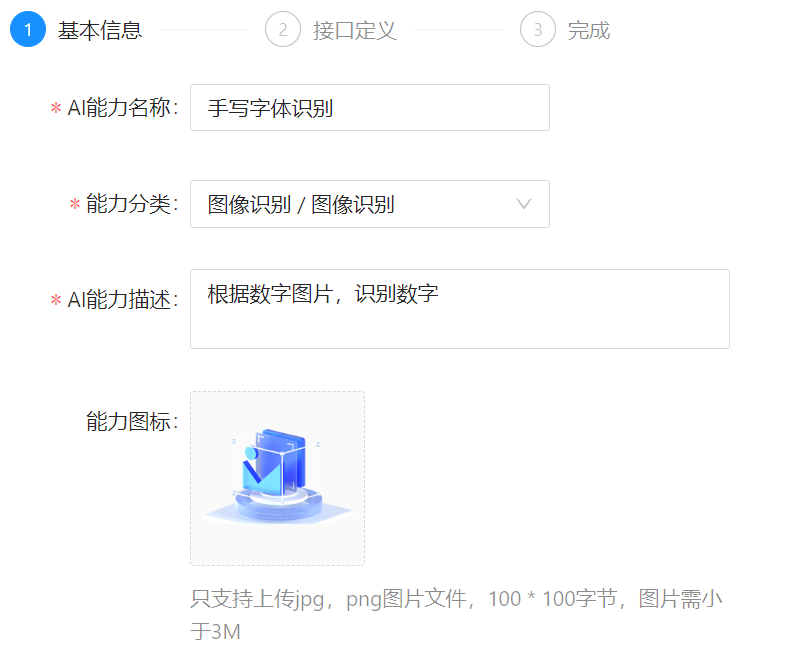 1 基本信息 2 接口定义 3 完成
* AI能力名称： 手写字体识别
* 能力分类： 图像识别 / 图像识别
* AI能力描述： 根据数字图片，识别数字
能力图标：
只支持上传jpg，png图片文件，100 * 100字节，图片需小
于3M